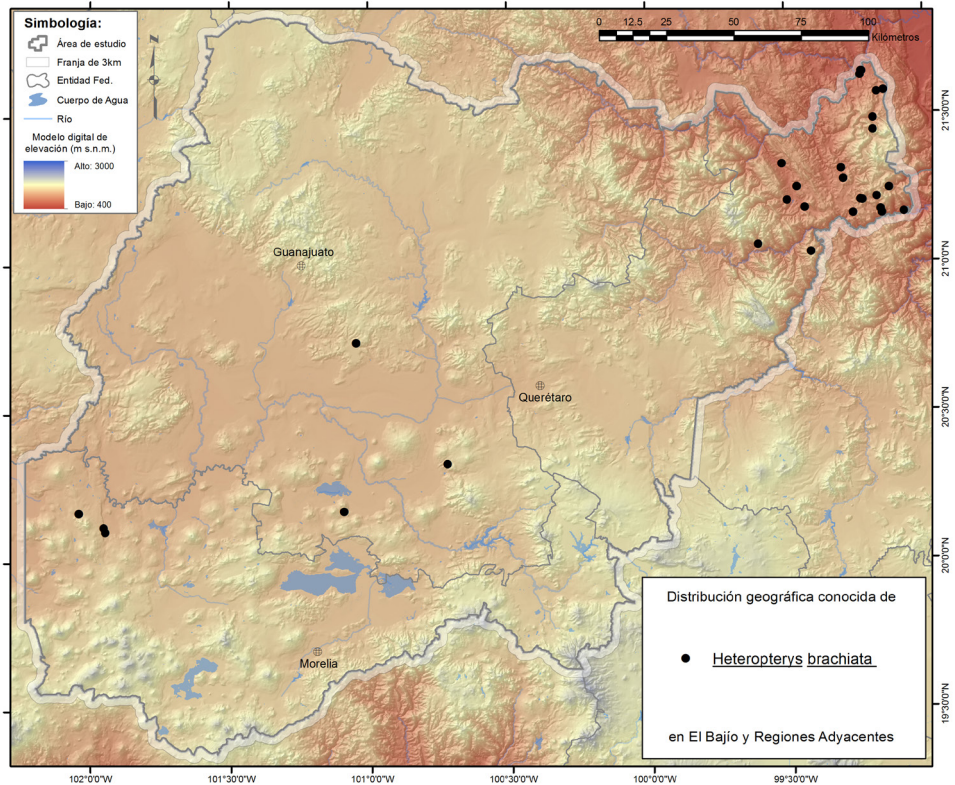 Simbología:
Área de estudio
Franja de 3km
Entidad Fed.
Cuerpo de Agua
Río
Modelo digital de
elevación (m s.n.m.)
Alto: 3000
Bajo: 400
N
0 12.5 25 50 75 100
Kilómetros
21°30'0"N
21°0'0"N
20°30'0"N
20°0'0"N
19°30'0"N
Guanajuato
Querétaro
Morelia
Distribución geográfica conocida de
Heteropterys brachiata
en El Bajío y Regiones Adyacentes
102°0'0"W
101°30'0"W
101°0'0"W
100°30'0"W
100°0'0"W
99°30'0"W